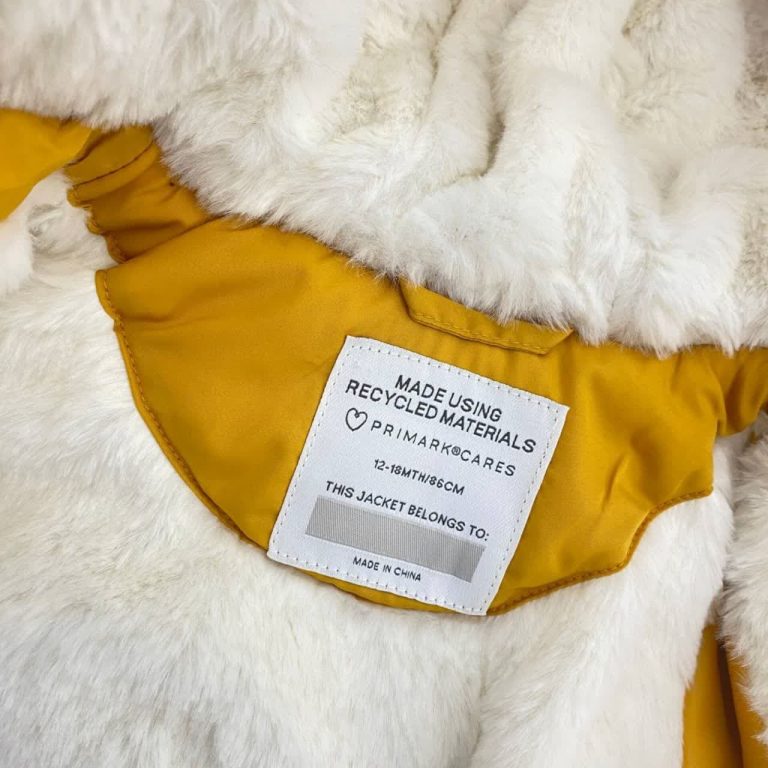 MADE USING
RECYCLED MATERIALS
PRIMARK®CARES
12-18MTH/86CM
THIS JACKET BELONGS TO:
MADE IN CHINA